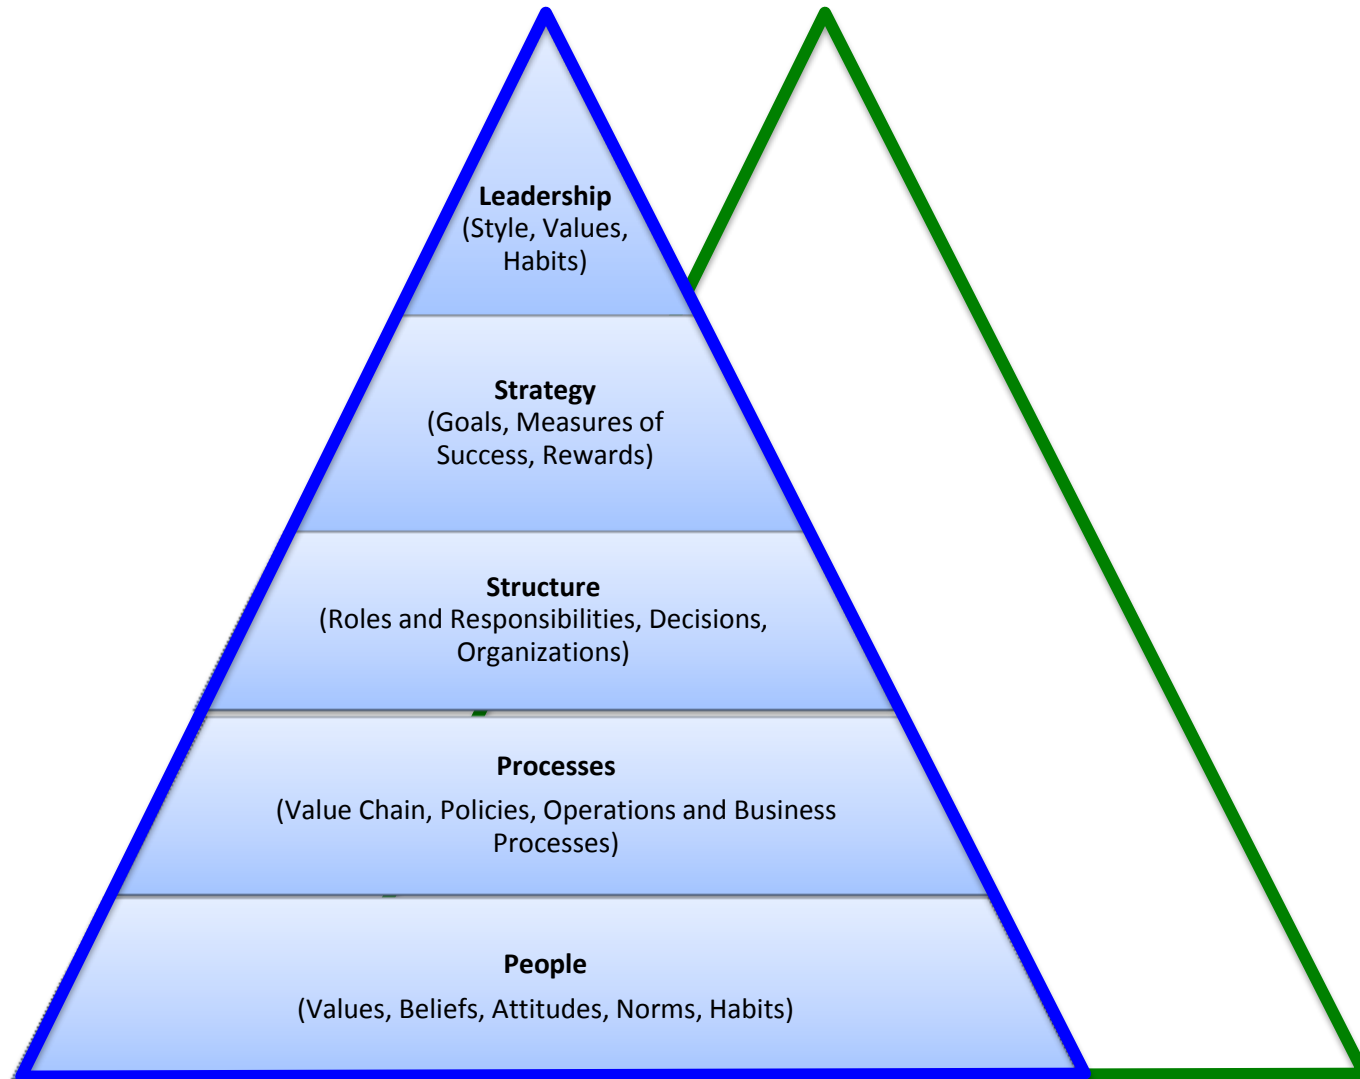 Leadership
(Style, Values,
Habits)
Strategy
(Goals, Measures of
Success, Rewards)
Structure
(Roles and Responsibilities, Decisions,
Organizations)
Processes
(Value Chain, Policies, Operations and Business
Processes)
People
(Values, Beliefs, Attitudes, Norms, Habits)